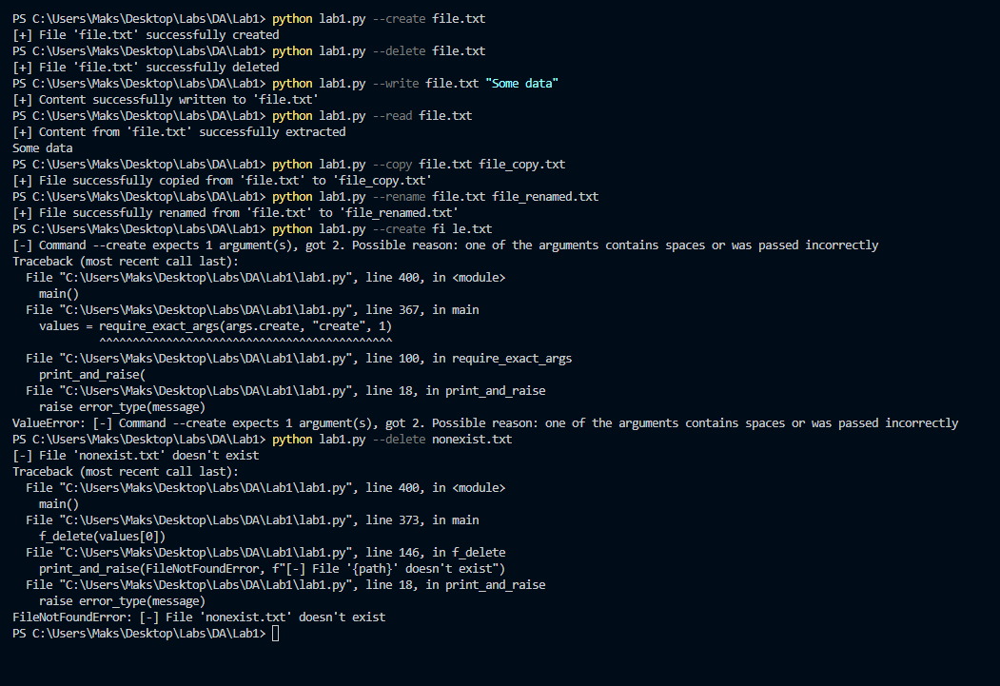 PS C:\Users\Maks\Desktop\Labs\DA\Lab1> python lab1.py --create file.txt
[+] File 'file.txt' successfully created
PS C:\Users\Maks\Desktop\Labs\DA\Lab1> python lab1.py --delete file.txt
[+] File 'file.txt' successfully deleted
PS C:\Users\Maks\Desktop\Labs\DA\Lab1> python lab1.py --write file.txt "Some data"
[+] Content successfully written to 'file.txt'
PS C:\Users\Maks\Desktop\Labs\DA\Lab1> python lab1.py --read file.txt
[+] Content from 'file.txt' successfully extracted
Some data
PS C:\Users\Maks\Desktop\Labs\DA\Lab1> python lab1.py --copy file.txt file_copy.txt
[+] File successfully copied from 'file.txt' to 'file_copy.txt'
PS C:\Users\Maks\Desktop\Labs\DA\Lab1> python lab1.py --rename file.txt file_renamed.txt
[+] File successfully renamed from 'file.txt' to 'file_renamed.txt'
PS C:\Users\Maks\Desktop\Labs\DA\Lab1> python lab1.py --create fi le.txt
[-] Command --create expects 1 argument(s), got 2. Possible reason: one of the arguments contains spaces or was passed incorrectly
Traceback (most recent call last):
  File "C:\Users\Maks\Desktop\Labs\DA\Lab1\lab1.py", line 400, in <module>
    main()
  File "C:\Users\Maks\Desktop\Labs\DA\Lab1\lab1.py", line 367, in main
    values = require_exact_args(args.create, "create", 1)
             ^^^^^^^^^^^^^^^^^^^^^^^^^^^^^^^^^^^^^^^^^^^^
  File "C:\Users\Maks\Desktop\Labs\DA\Lab1\lab1.py", line 100, in require_exact_args
    print_and_raise(
  File "C:\Users\Maks\Desktop\Labs\DA\Lab1\lab1.py", line 18, in print_and_raise
    raise error_type(message)
ValueError: [-] Command --create expects 1 argument(s), got 2. Possible reason: one of the arguments contains spaces or was passed incorrectly
PS C:\Users\Maks\Desktop\Labs\DA\Lab1> python lab1.py --delete nonexist.txt
[-] File 'nonexist.txt' doesn't exist
Traceback (most recent call last):
  File "C:\Users\Maks\Desktop\Labs\DA\Lab1\lab1.py", line 400, in <module>
    main()
  File "C:\Users\Maks\Desktop\Labs\DA\Lab1\lab1.py", line 373, in main
    f_delete(values[0])
  File "C:\Users\Maks\Desktop\Labs\DA\Lab1\lab1.py", line 146, in f_delete
    print_and_raise(FileNotFoundError, f"[-] File '{path}' doesn't exist")
  File "C:\Users\Maks\Desktop\Labs\DA\Lab1\lab1.py", line 18, in print_and_raise
    raise error_type(message)
FileNotFoundError: [-] File 'nonexist.txt' doesn't exist
PS C:\Users\Maks\Desktop\Labs\DA\Lab1>